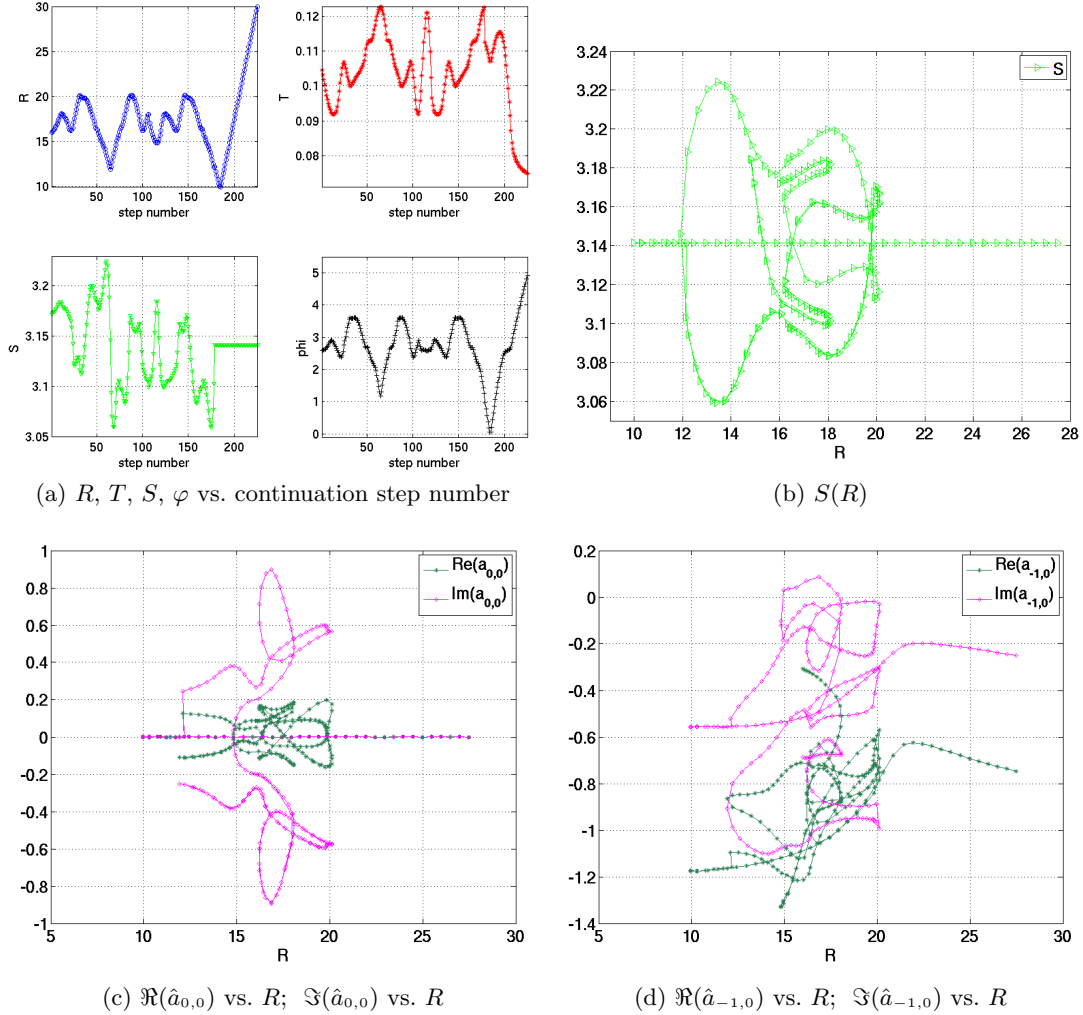 30
25
20
15
10
R
50 100 150 200
step number
0.12
0.11
0.1
0.09
0.08
T
50 100 150 200
step number
3.2
3.15
3.1
3.05
S
50 100 150 200
step number
5
4
3
2
1
0
phi
50 100 150 200
step number
(a) R, T, S, φ vs. continuation step number
3.24
3.22
3.2
3.18
3.16
3.14
3.12
3.1
3.08
3.06
S
10 12 14 16 18 20 22 24 26 28
R
(b) S(R)
1
0.8
0.6
0.4
0.2
0
-0.2
-0.4
-0.6
-0.8
-1
Re(a0,0)
Im(a0,0)
5 10 15 20 25 30
R
(c) ℜ(â0,0) vs. R; ℑ(â0,0) vs. R
0.2
0
-0.2
-0.4
-0.6
-0.8
-1
-1.2
-1.4
Re(a-1,0)
Im(a-1,0)
5 10 15 20 25 30
R
(d) ℜ(â−1,0) vs. R; ℑ(â−1,0) vs. R